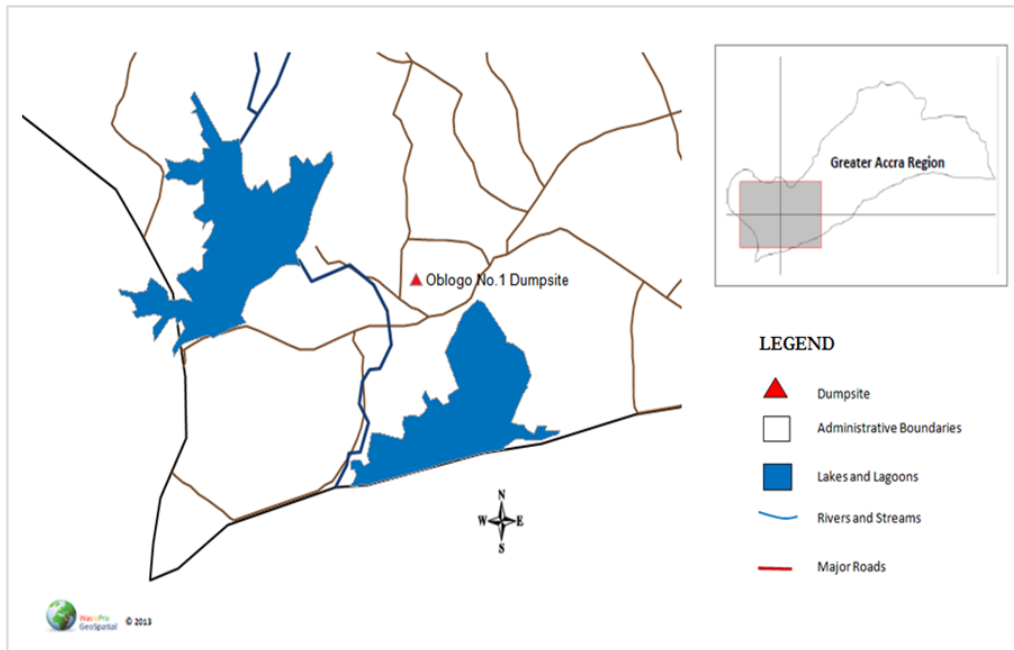 Oblogo No.1 Dumpsite
Greater Accra Region
LEGEND
Dumpsite
Administrative Boundaries
Lakes and Lagoons
Rivers and Streams
Major Roads
N
W E
S
GeoSpatial © 2013